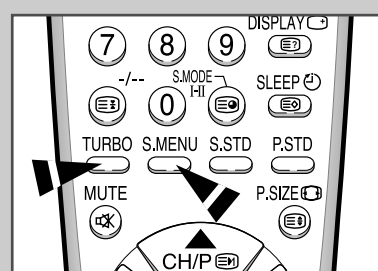 DISPLAY
7 8 9
-/-- S.MODE SLEEP
I-II
0
TURBO S.MENU S.STD P.STD
MUTE P.SIZE
CH/P